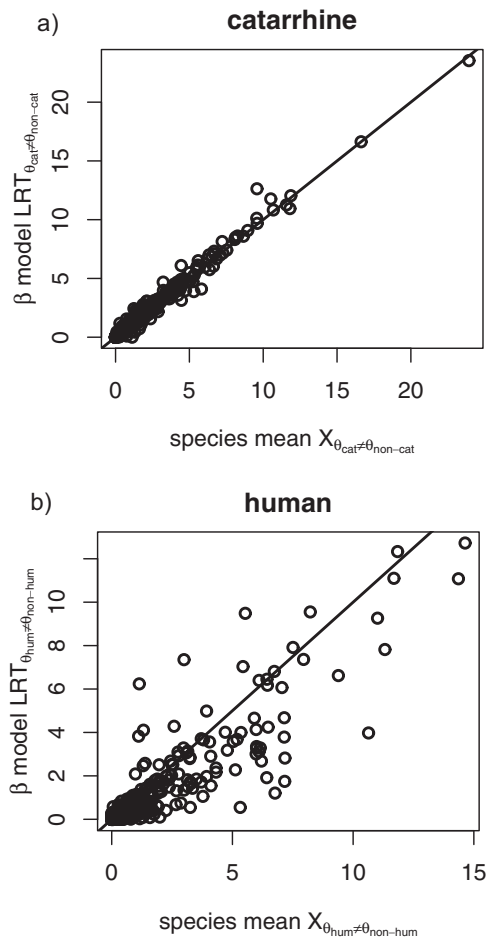 a)
catarrhine
β model LRTθcat≠θnon−cat
20
15
10
5
0
0 5 10 15 20
species mean Xθcat≠θnon−cat
b)
human
β model LRTθhum≠θnon−hum
10
8
6
4
2
0
0 5 10 15
species mean Xθhum≠θnon−hum